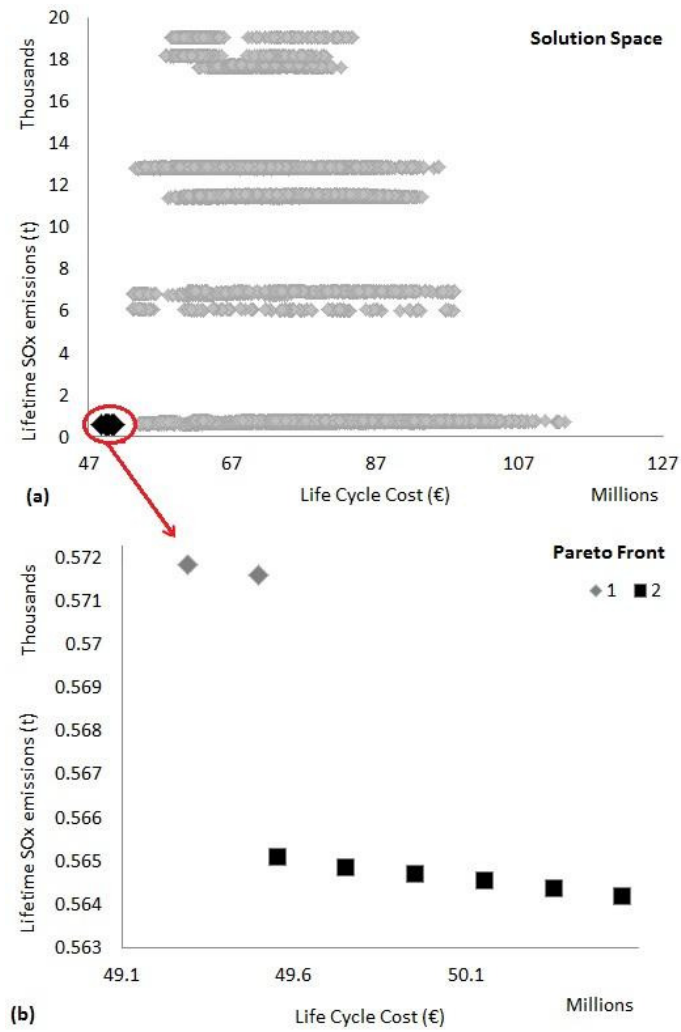 Solution Space
Thousands
Lifetime SOx emissions (t)
20
18
16
14
12
10
8
6
4
2
0
47 67 87 107 127
(a)
Life Cycle Cost (€)
Millions
Pareto Front
1 2
Thousands
Lifetime SOx emissions (t)
0.572
0.571
0.57
0.569
0.568
0.567
0.566
0.565
0.564
0.563
49.1 49.6 50.1
(b)
Life Cycle Cost (€)
Millions